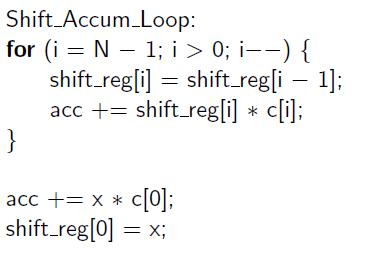 Shift_Accum_Loop:
for (i = N − 1; i > 0; i−−) {
shift_reg[i] = shift_reg[i − 1];
acc += shift_reg[i] ∗ c[i];
}
acc += x ∗ c[0];
shift_reg[0] = x;